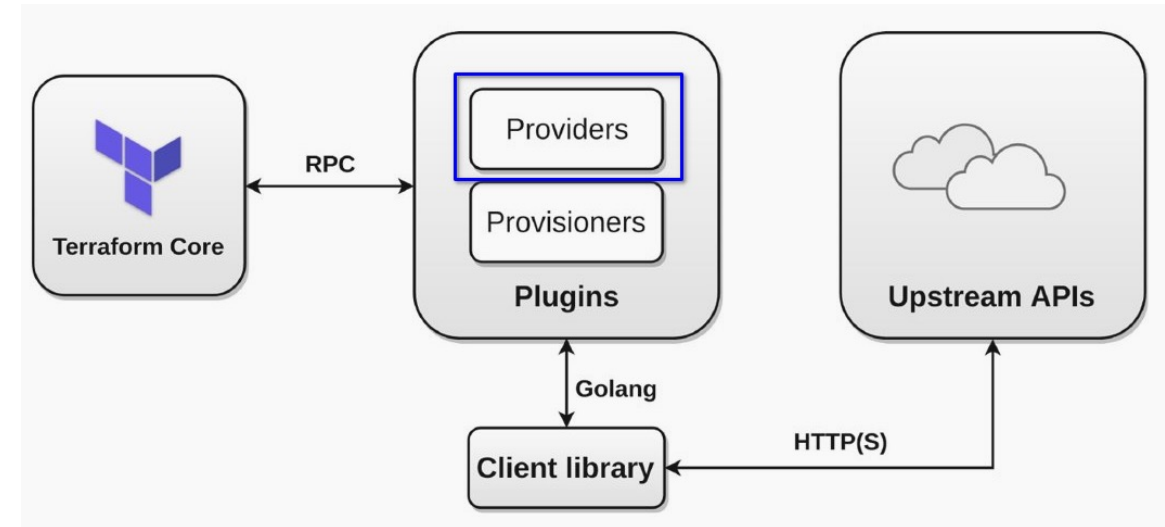 Terraform Core
RPC
Providers
Provisioners
Plugins
Golang
Client library
HTTP(S)
Upstream APIs